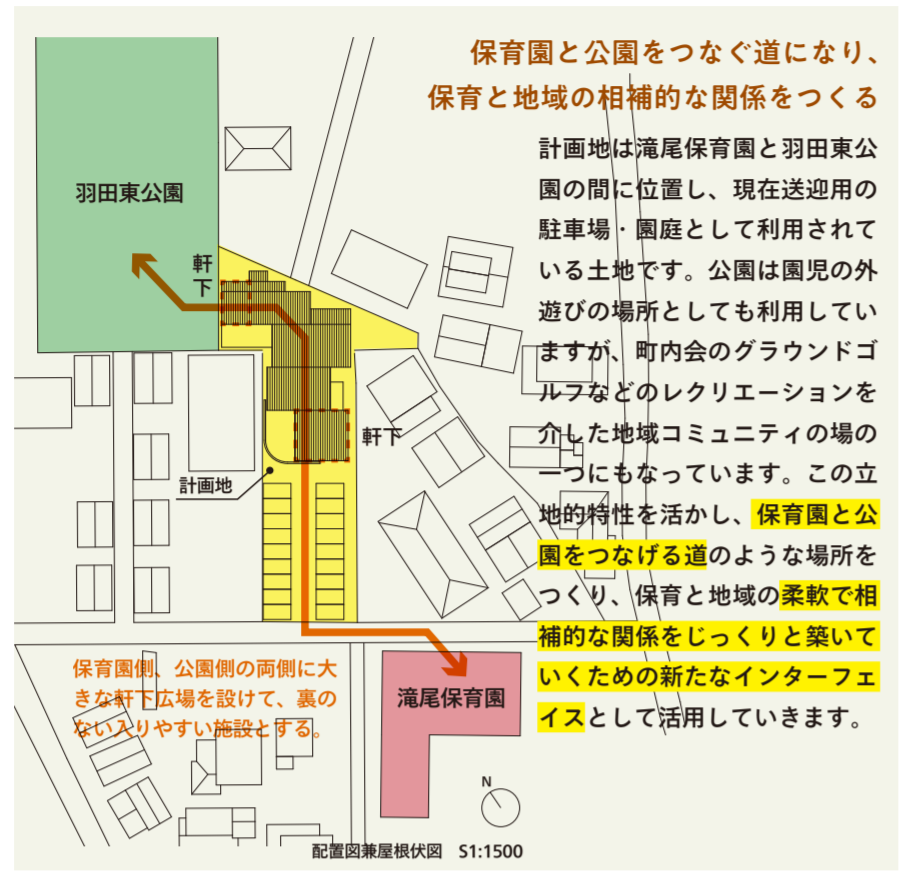 保育園と公園をつなぐ道になり、
保育と地域の相補的な関係をつくる
計画地は滝尾保育園と羽田東公
園の間に位置し、現在送迎用の
駐車場・園庭として利用されて
いる土地です。公園は園児の外
遊びの場所としても利用してい
ますが、町内会のグラウンドゴ
ルフなどのレクリエーションを
介した地域コミュニティの場の
一つにもなっています。この立
地的特性を活かし、保育園と公
園をつなげる道のような場所を
つくり、保育と地域の柔軟で相
補的な関係をじっくりと築いて
いくための新たなインターフェ
イスとして活用していきます。
羽田東公園
軒下
軒下
計画地
保育園側、公園側の両側に大
きな軒下広場を設けて、裏の
ない入りやすい施設とする。
滝尾保育園
N
配置図兼屋根伏図 S1:1500